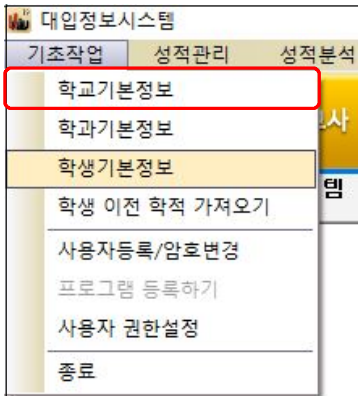 대입정보시스템
기초작업 성적관리 성적분석
학교기본정보
사
학과기본정보
학생기본정보
템
학생 이전 학적 가져오기
사용자등록/암호변경
프로그램 등록하기
사용자 권한설정
종료